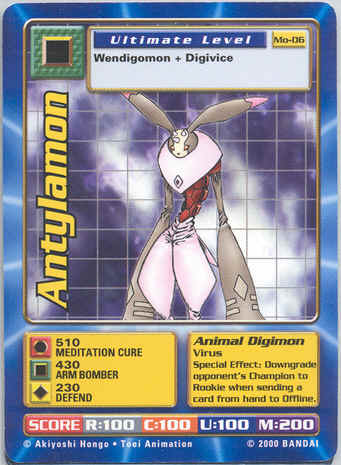 Ultimate Level
Mo-06
Wendigomon + Digivice
Antylamon
510
MEDITATION CURE
430
ARM BOMBER
230
DEFEND
Animal Digimon
Virus
Special Effect: Downgrade
opponent's Champion to
Rookie when sending a
card from hand to Offline.
SCORE R:100 C:100 U:100 M:200
© Akiyoshi Hongo • Toei Animation © 2000 BANDAI